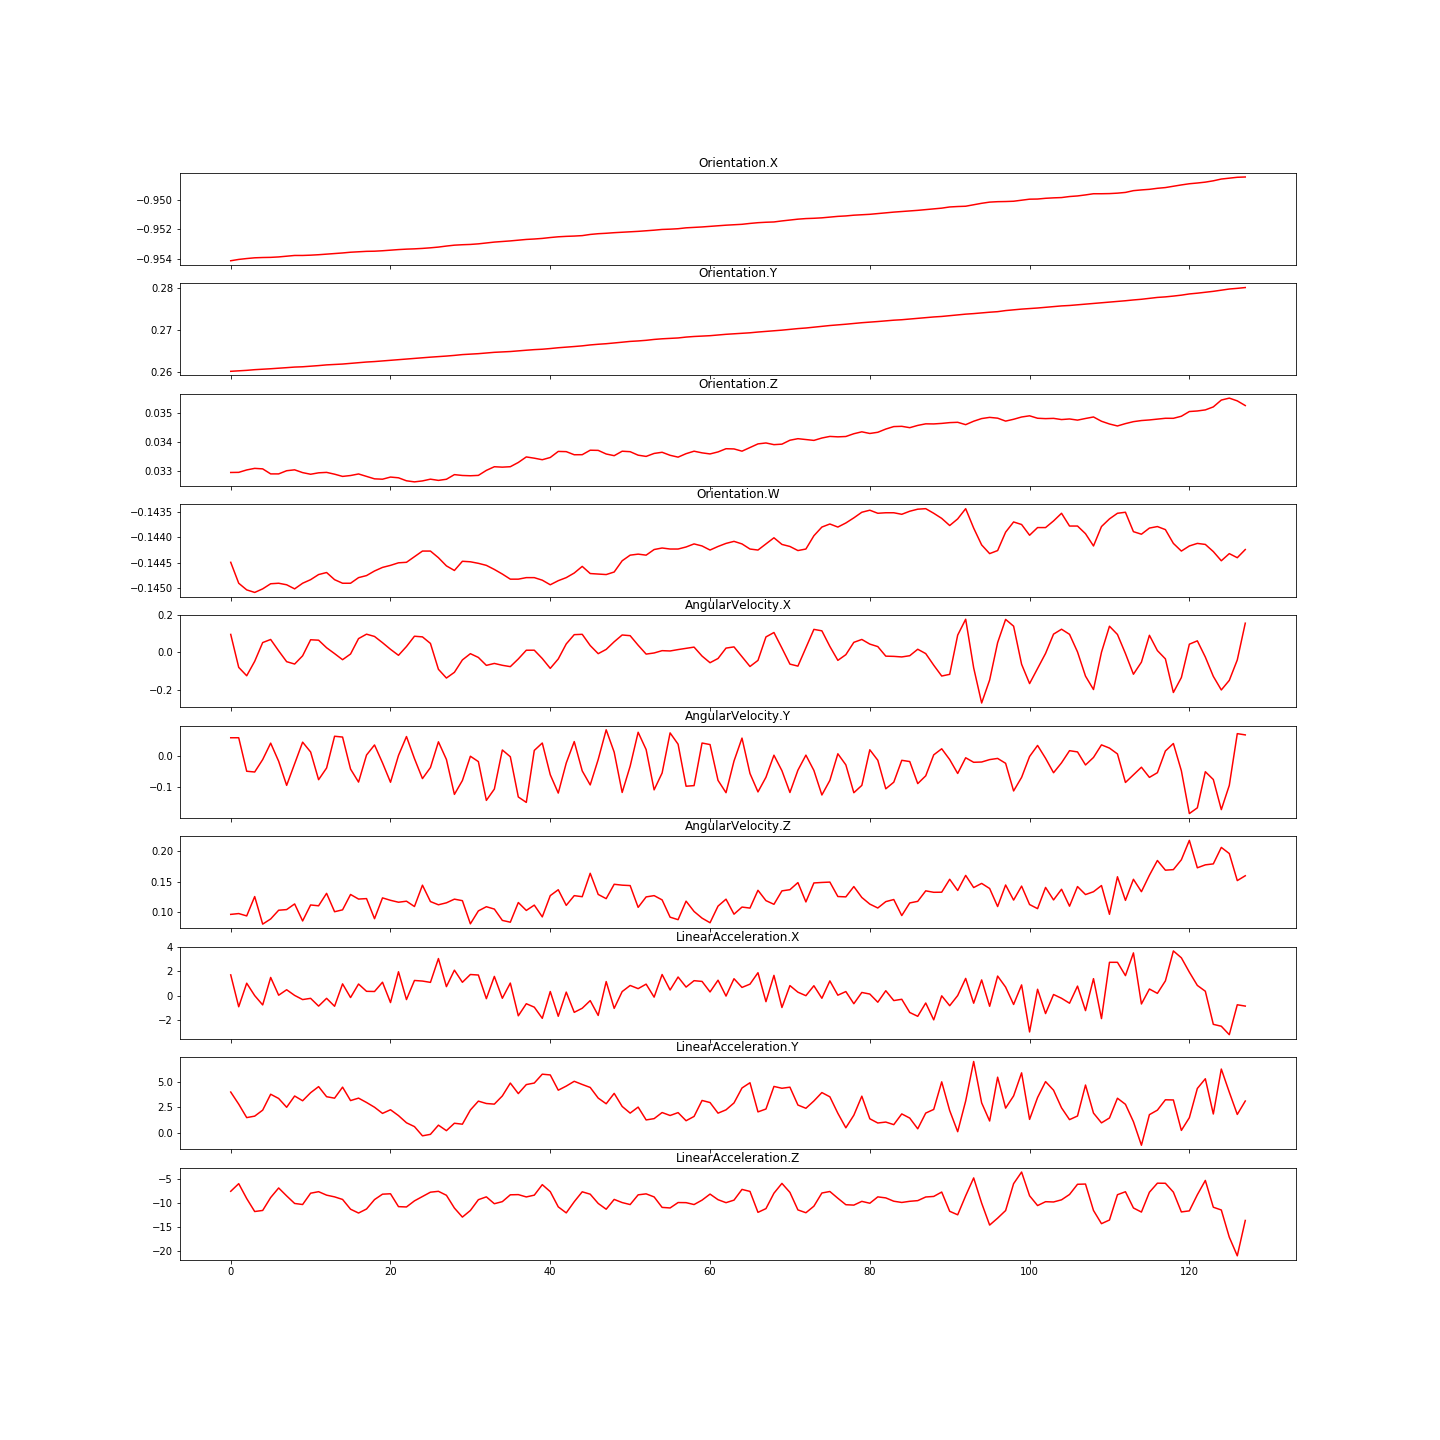 Orientation.X
−0.950
−0.952
−0.954
Orientation.Y
0.28
0.27
0.26
Orientation.Z
0.035
0.034
0.033
Orientation.W
−0.1435
−0.1440
−0.1445
−0.1450
AngularVelocity.X
0.2
0.0
−0.2
AngularVelocity.Y
0.0
−0.1
AngularVelocity.Z
0.20
0.15
0.10
LinearAcceleration.X
4
2
0
−2
LinearAcceleration.Y
5.0
2.5
0.0
LinearAcceleration.Z
−5
−10
−15
−20
0 20 40 60 80 100 120